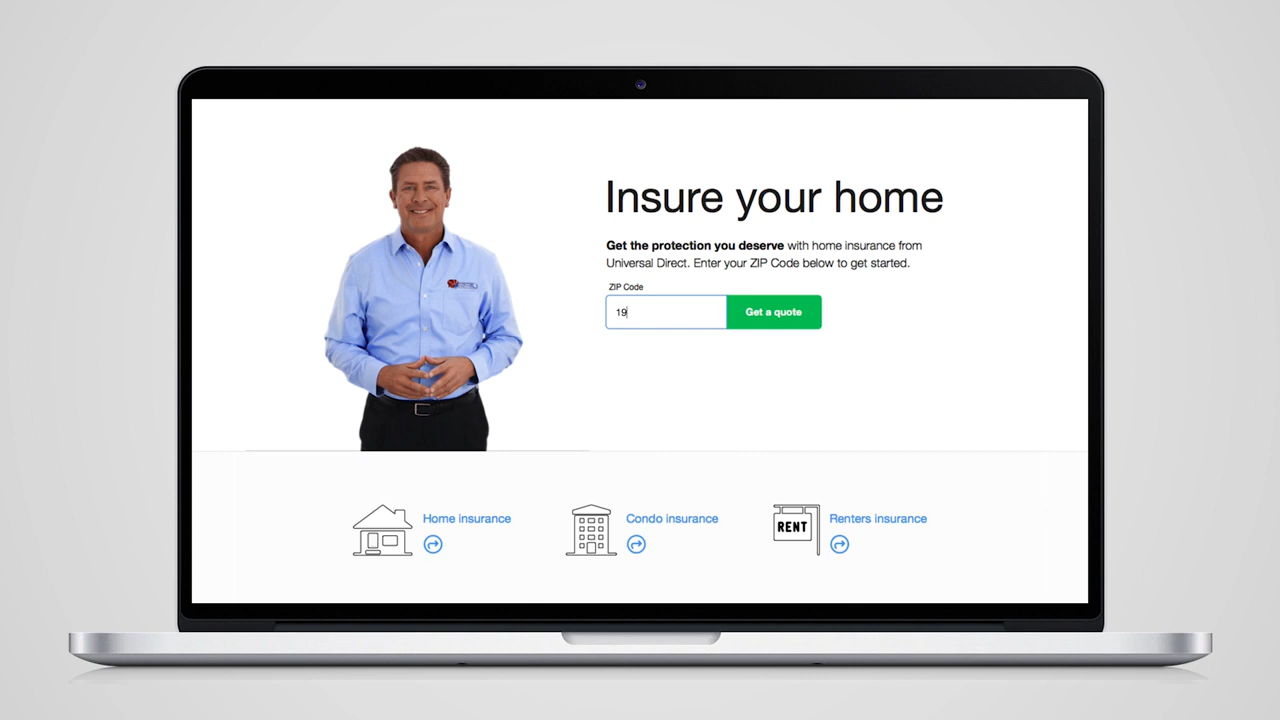 Insure your home
Get the protection you deserve with home insurance from
Universal Direct. Enter your ZIP Code below to get started.
ZIP Code
19
Get a quote
Home insurance
Condo insurance
RENT
Renters insurance